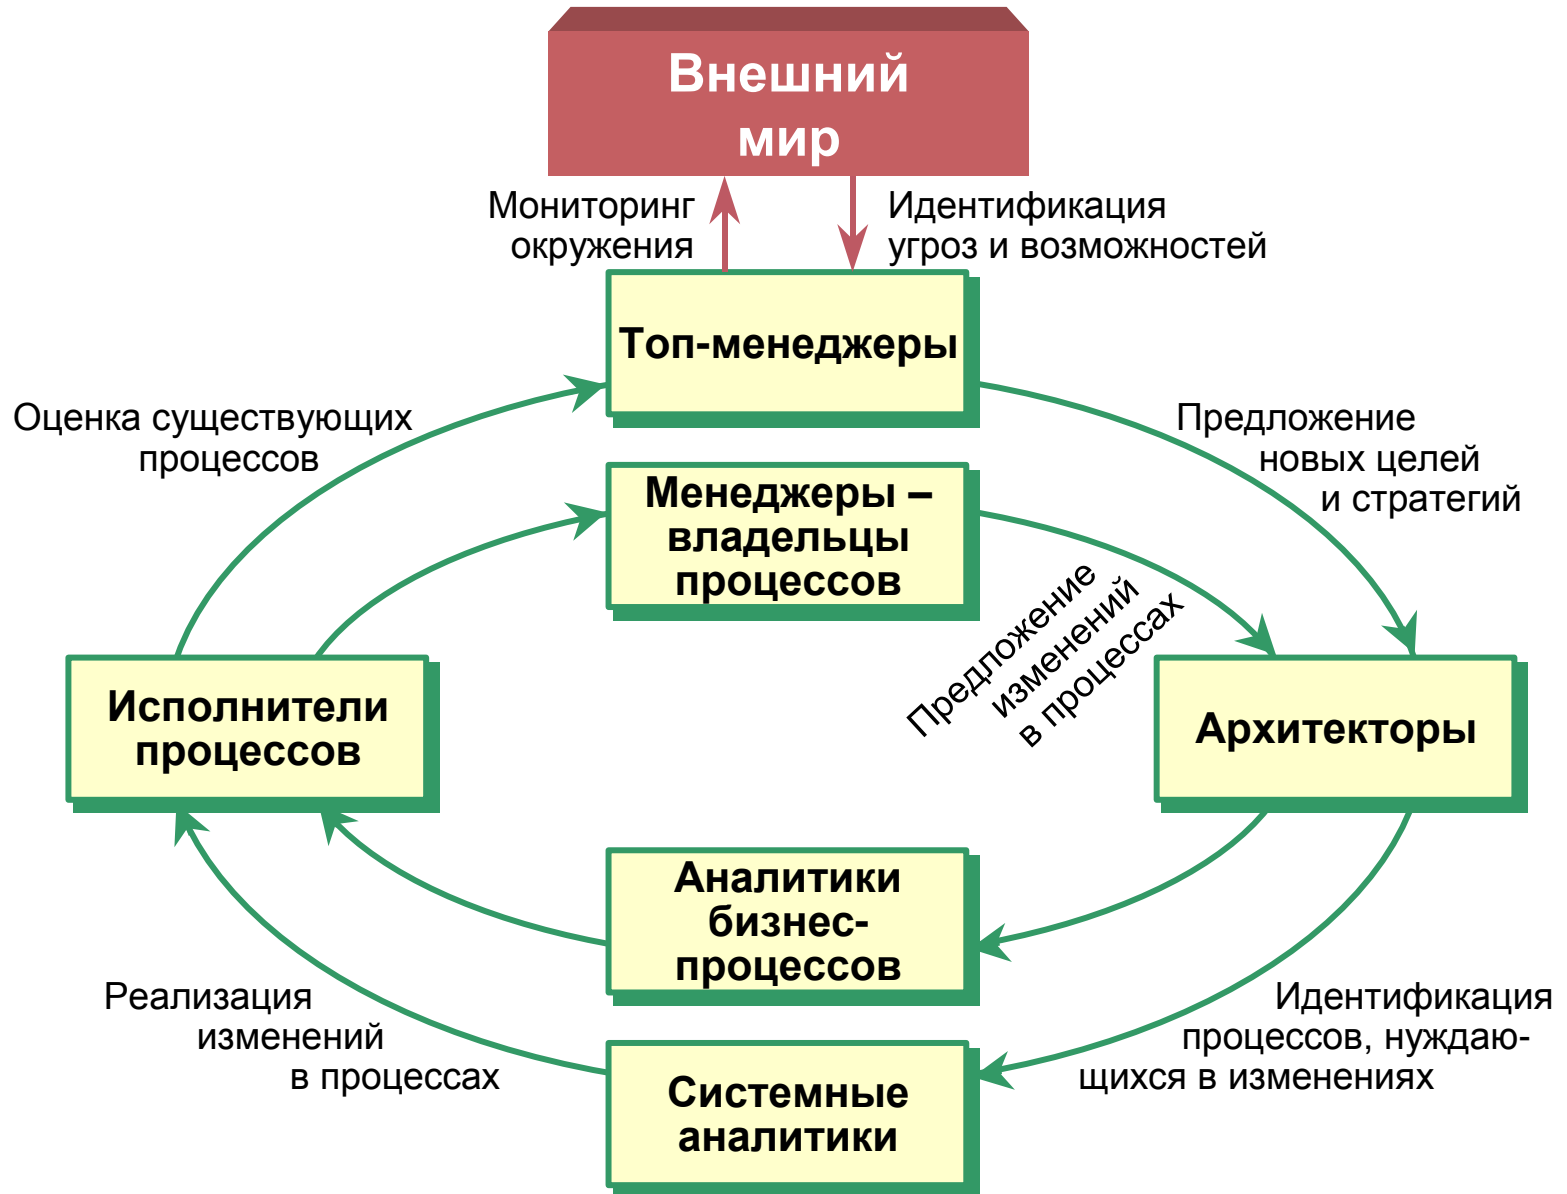 Внешний
мир
Мониторинг
окружения
Идентификация
угроз и возможностей
Топ-менеджеры
Оценка существующих
процессов
Предложение
новых целей
и стратегий
Менеджеры –
владельцы
процессов
Предложение
изменений
в процессах
Исполнители
процессов
Архитекторы
Аналитики
бизнес-
процессов
Реализация
изменений
в процессах
Идентификация
процессов, нуждаю-
щихся в изменениях
Системные
аналитики